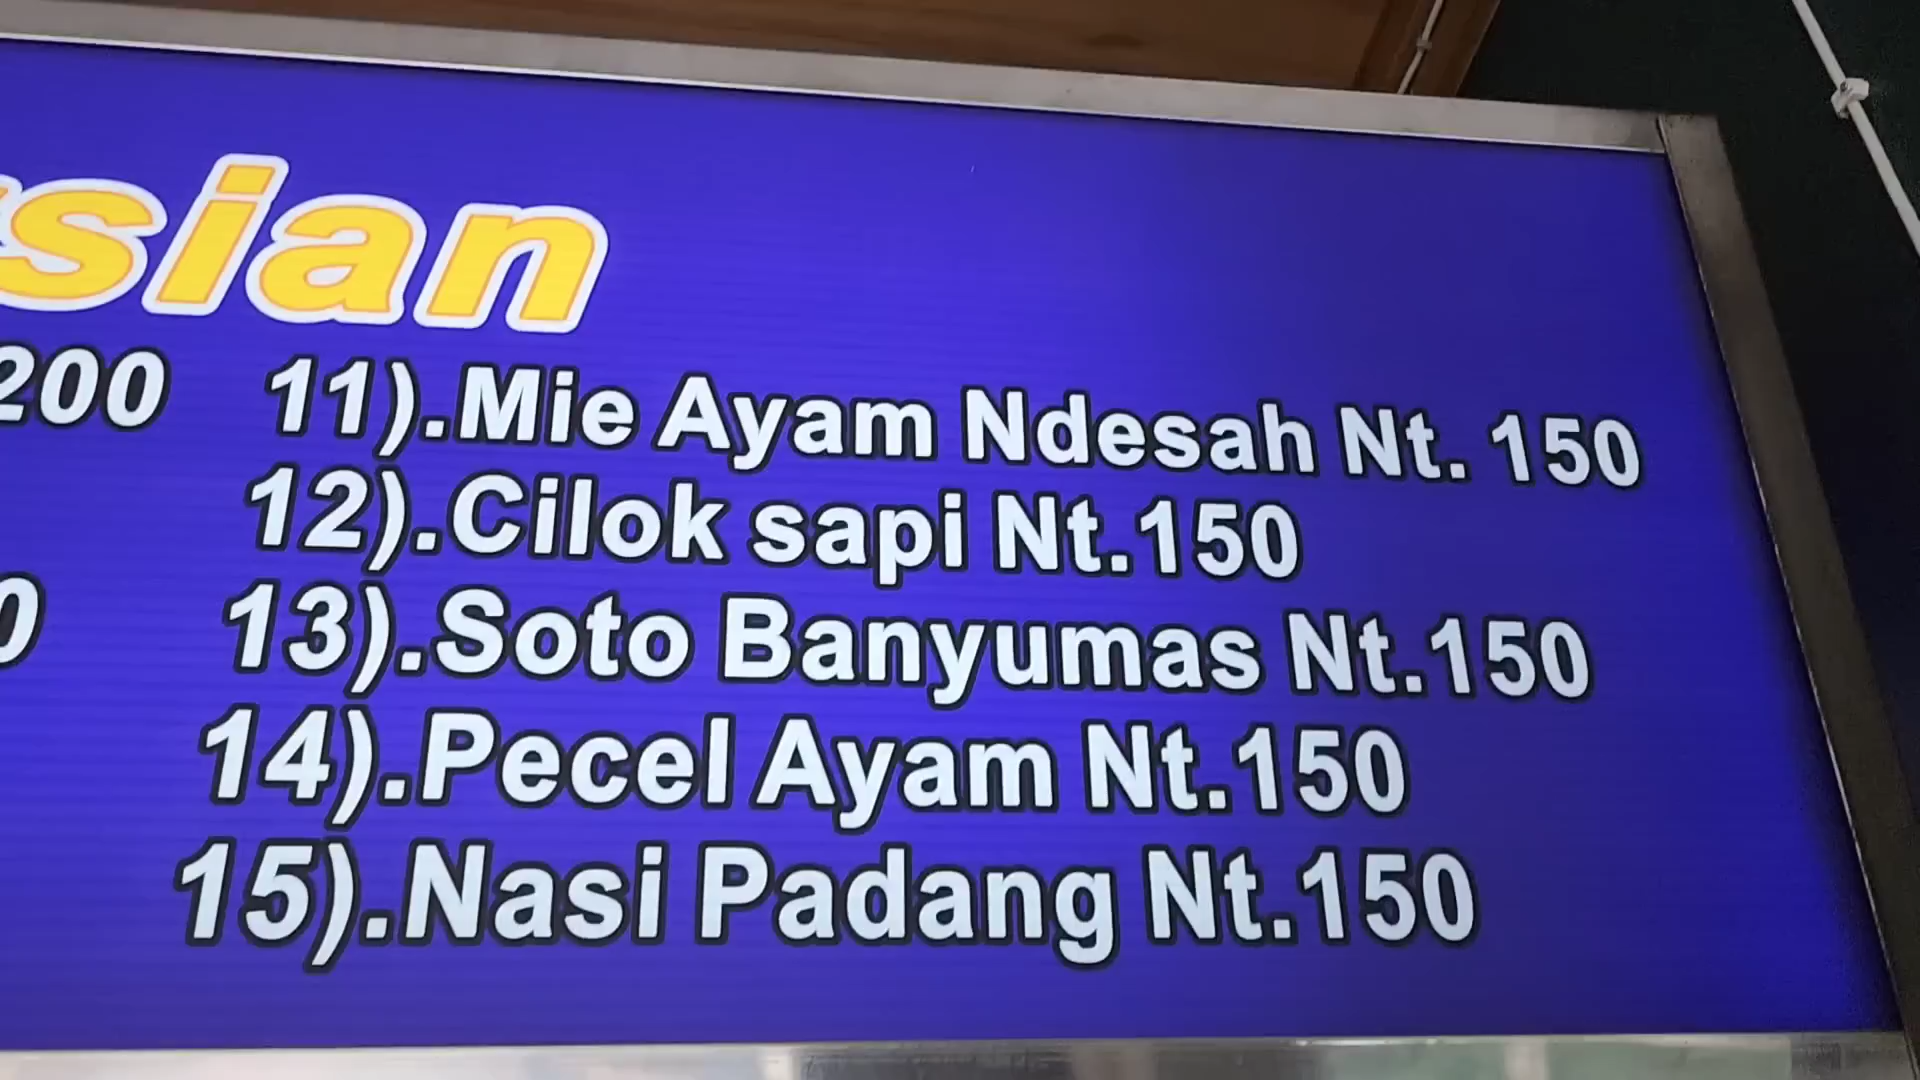 sian
200
11).Mie Ayam Ndesah Nt. 150
12).Cilok sapi Nt.150
13).Soto Banyumas Nt.150
0
14).Pecel Ayam Nt.150
15).Nasi Padang Nt.150